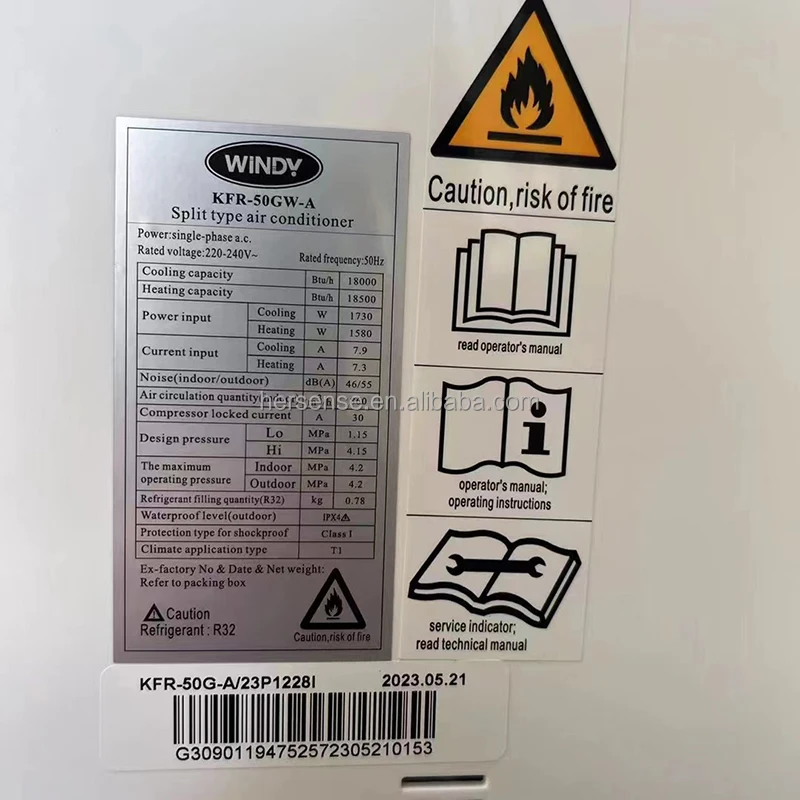 WINDY
KFR-50GW-A
Split type air conditioner
Power:single-phase a.c.
Rated voltage:220-240V~ Rated frequency:50Hz
Cooling capacity Btu/h 18000
Heating capacity Btu/h 18500
Power input Cooling W 1730
Heating W 1580
Current input Cooling A 7.9
Heating A 7.3
Noise(indoor/outdoor) dB(A) 46/55
Air circulation quantity
Compressor locked current A 30
Design pressure Lo MPa 1.15
Hi MPa 4.15
The maximum operating pressure Indoor MPa 4.2
Outdoor MPa 4.2
Refrigerant filling quantity(R32) kg 0.78
Waterproof level(outdoor) IPX4
Protection type for shockproof Class I
Climate application type T1
Ex-factory No & Date & Net weight:
Refer to packing box
Caution
Refrigerant : R32
Caution,risk of fire
Caution,risk of fire
read operator's manual
operator's manual;
operating instructions
service indicator;
read technical manual
KFR-50G-A/23P1228I 2023.05.21
G30901194752572305210153
hersense.en.alibaba.com